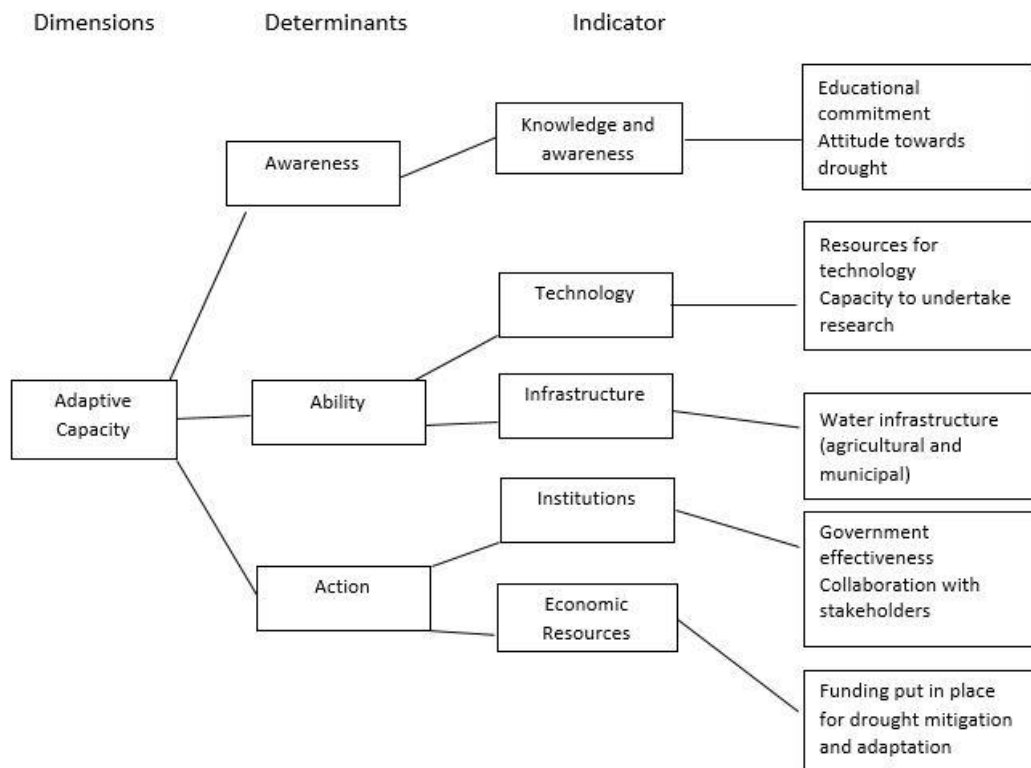 Dimensions
Determinants
Indicator
Educational
commitment
Attitude towards
drought
Knowledge and
awareness
Awareness
Resources for
technology
Capacity to undertake
research
Technology
Adaptive
Capacity
Ability
Infrastructure
Water infrastructure
(agricultural and
municipal)
Institutions
Government
effectiveness
Collaboration with
stakeholders
Action
Economic
Resources
Funding put in place
for drought mitigation
and adaptation